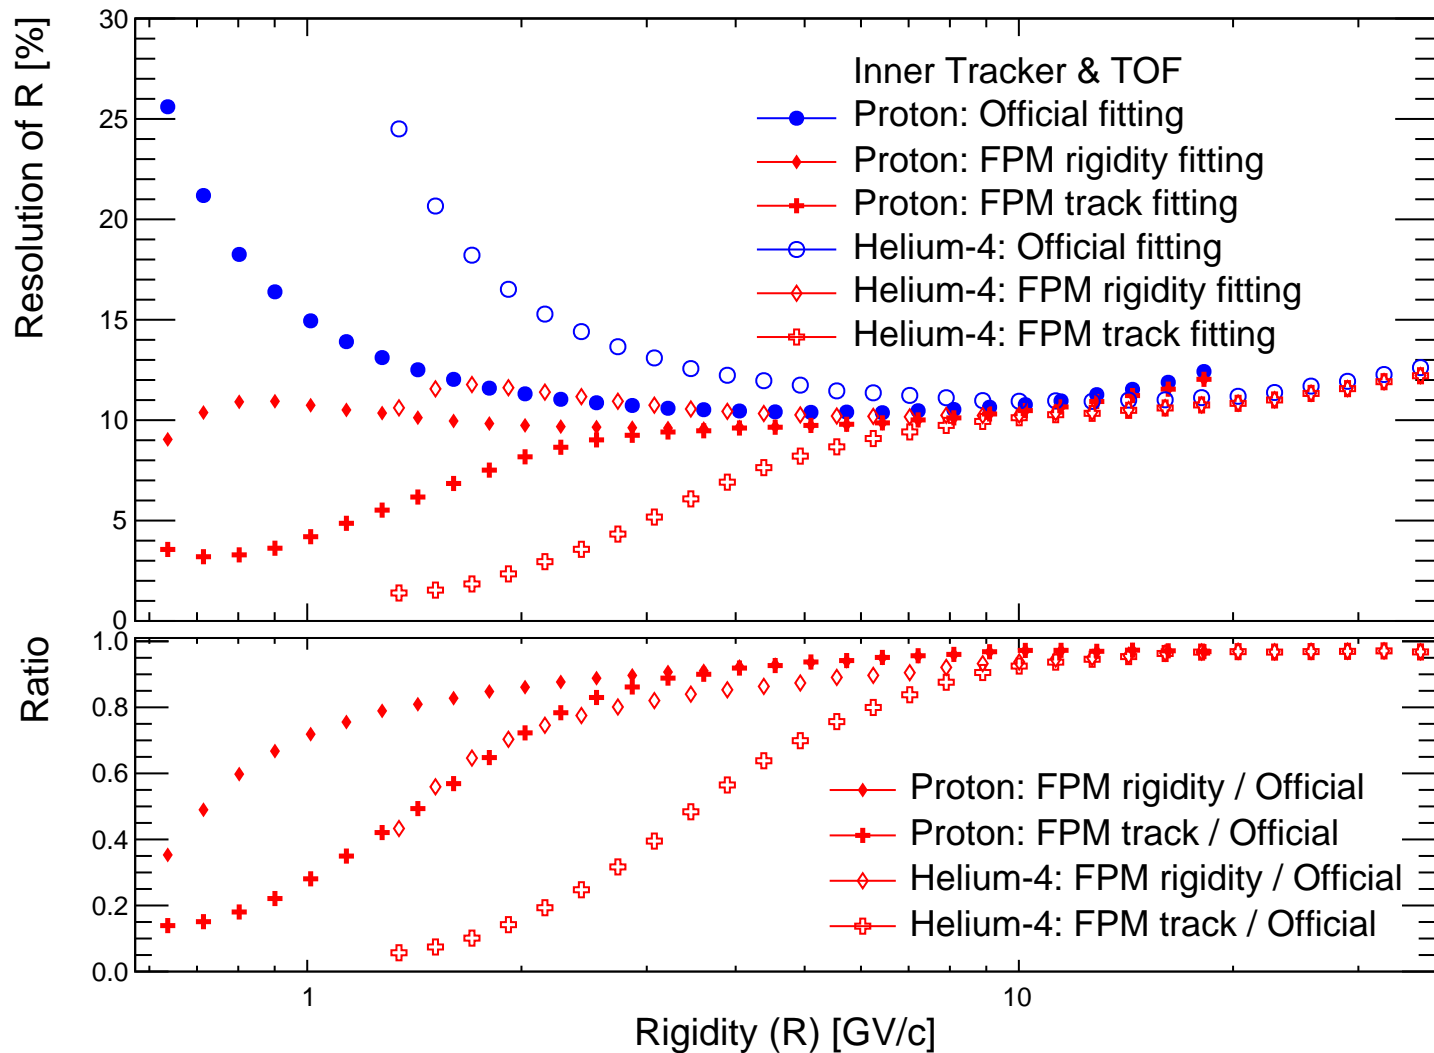 Resolution of R [%]
30
25
20
15
10
5
0
Inner Tracker & TOF
Proton: Official fitting
Proton: FPM rigidity fitting
Proton: FPM track fitting
Helium-4: Official fitting
Helium-4: FPM rigidity fitting
Helium-4: FPM track fitting
Ratio
1.0
0.8
0.6
0.4
0.2
0.0
Proton: FPM rigidity / Official
Proton: FPM track / Official
Helium-4: FPM rigidity / Official
Helium-4: FPM track / Official
1
10
Rigidity (R) [GV/c]